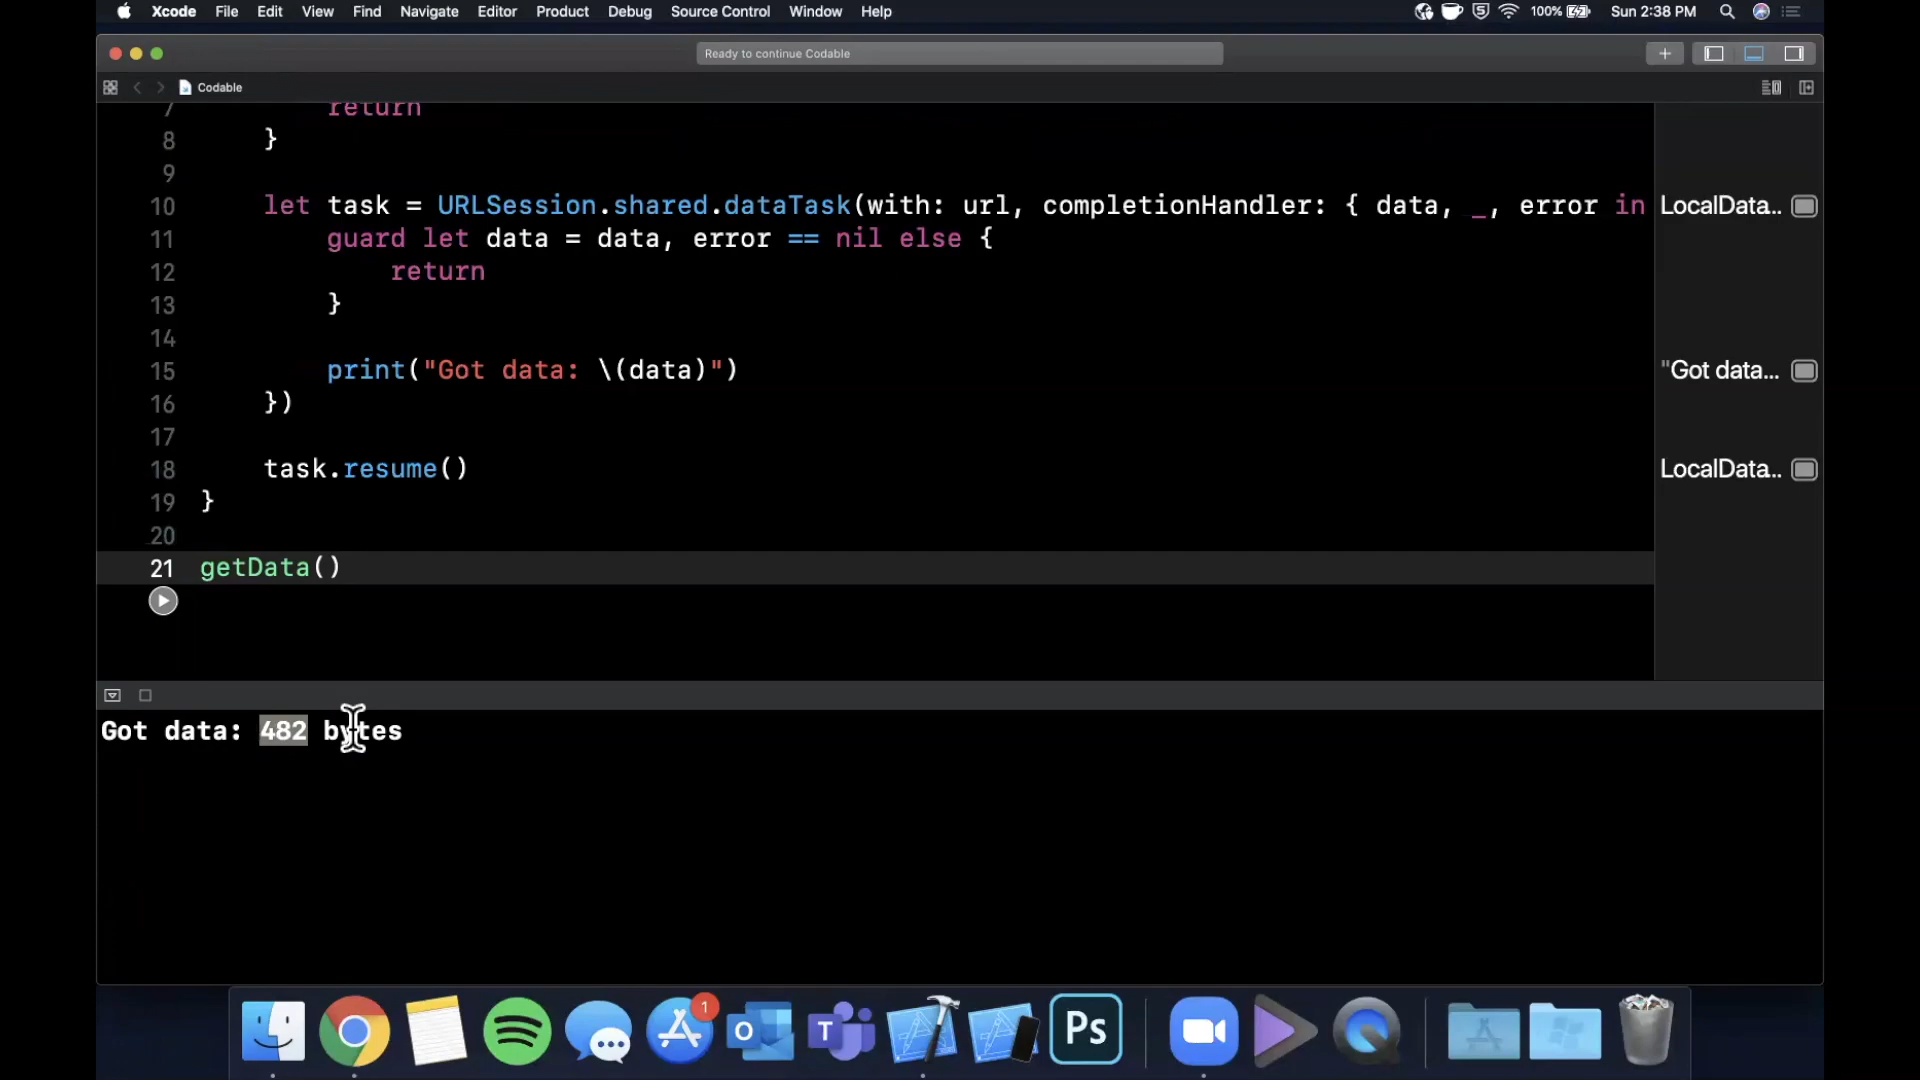 Xcode File Edit View Find Navigate Editor Product Debug Source Control Window Help 100% Sun 2:38 PM
Ready to continue Codable
Codable
7 return
8 }
9
10 let task = URLSession.shared.dataTask(with: url, completionHandler: { data, _, error in LocalData...
11 guard let data = data, error == nil else {
12 return
13 }
14
15 print("Got data: \(data)") "Got data...
16 })
17
18 task.resume() LocalData...
19 }
20
21 getData()
Got data: 482 bytes
1
Ps